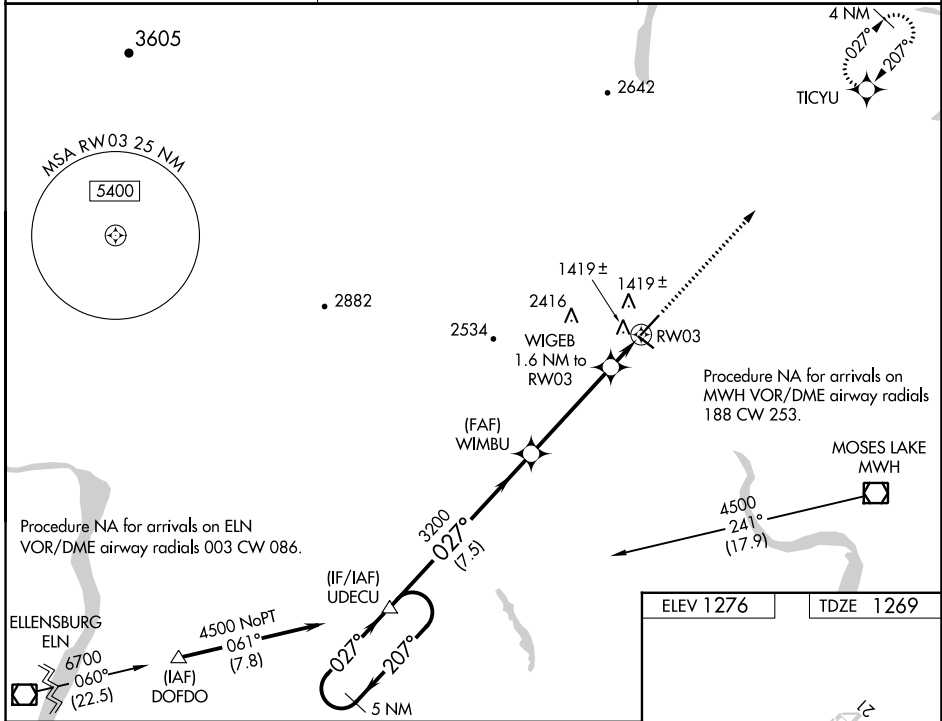 3605
4 NM
027°
207°
TICYU
2642
MSA RW03 25 NM
5400
1419±
1419±
2882
2416
2534
WIGEB
1.6 NM to
RW03
RW03
Procedure NA for arrivals on
MWH VOR/DME airway radials
188 CW 253.
(FAF)
WIMBU
MOSES LAKE
MWH
4500
241°
(17.9)
3200
027°
(7.5)
Procedure NA for arrivals on ELN
VOR/DME airway radials 003 CW 086.
(IF/IAF)
UDECU
ELLENSBURG
ELN
6700
060°
(22.5)
4500 NoPT
061°
(7.8)
(IAF)
DOFDO
027°
207°
5 NM
ELEV 1276
TDZE 1269
21